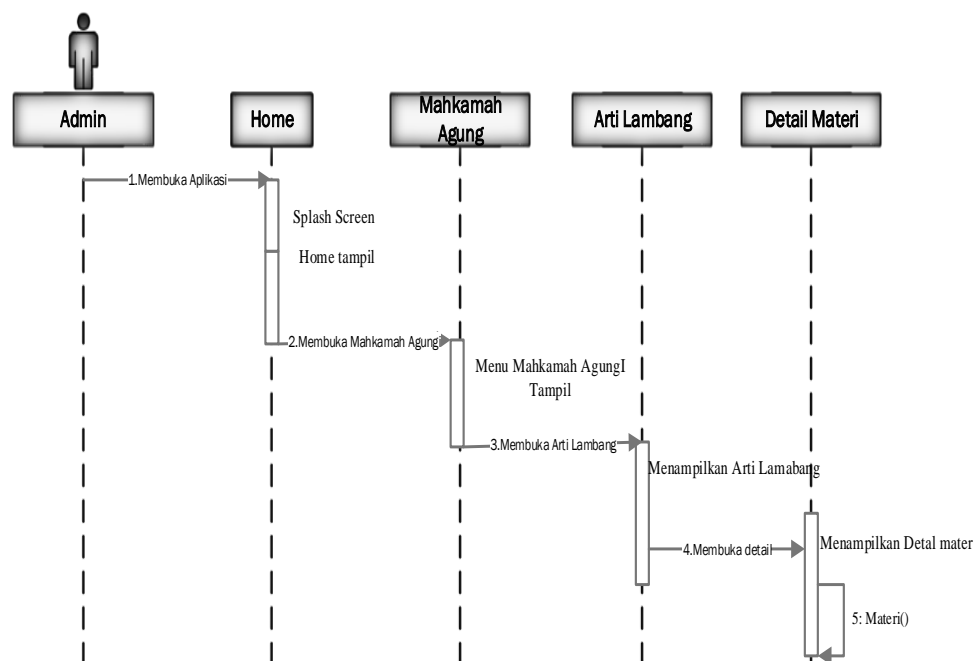 Admin
Home
Mahkamah
Agung
Arti Lambang
Detail Materi
1.Membuka Aplikasi
Splash Screen
Home tampil
2.Membuka Mahkamah Agung
Menu Mahkamah AgungI
Tampil
3.Membuka Arti Lambang
Menampilkan Arti Lamabang
4.Membuka detail
Menampilkan Detal mater
5: Materi()